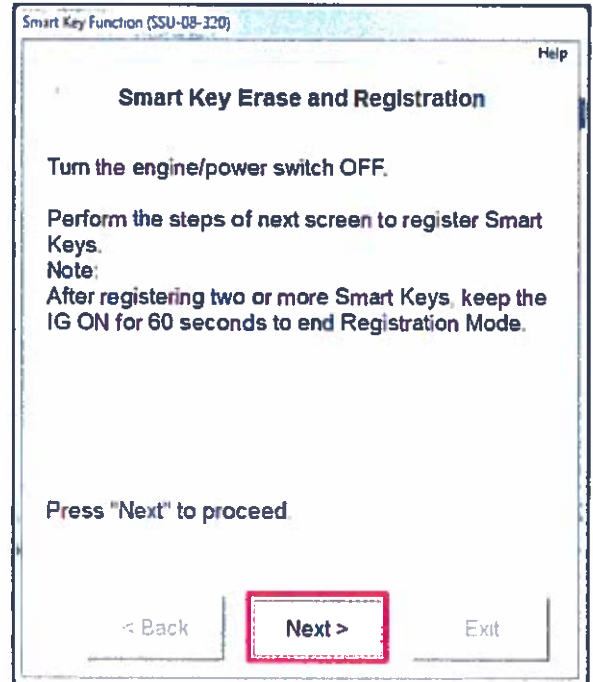 Smart Key Function (SSU-08-320)
Help
Smart Key Erase and Registration
Turn the engine/power switch OFF.
Perform the steps of next screen to register Smart
Keys.
Note:
After registering two or more Smart Keys, keep the
IG ON for 60 seconds to end Registration Mode.
Press "Next" to proceed.
< Back
Next >
Exit